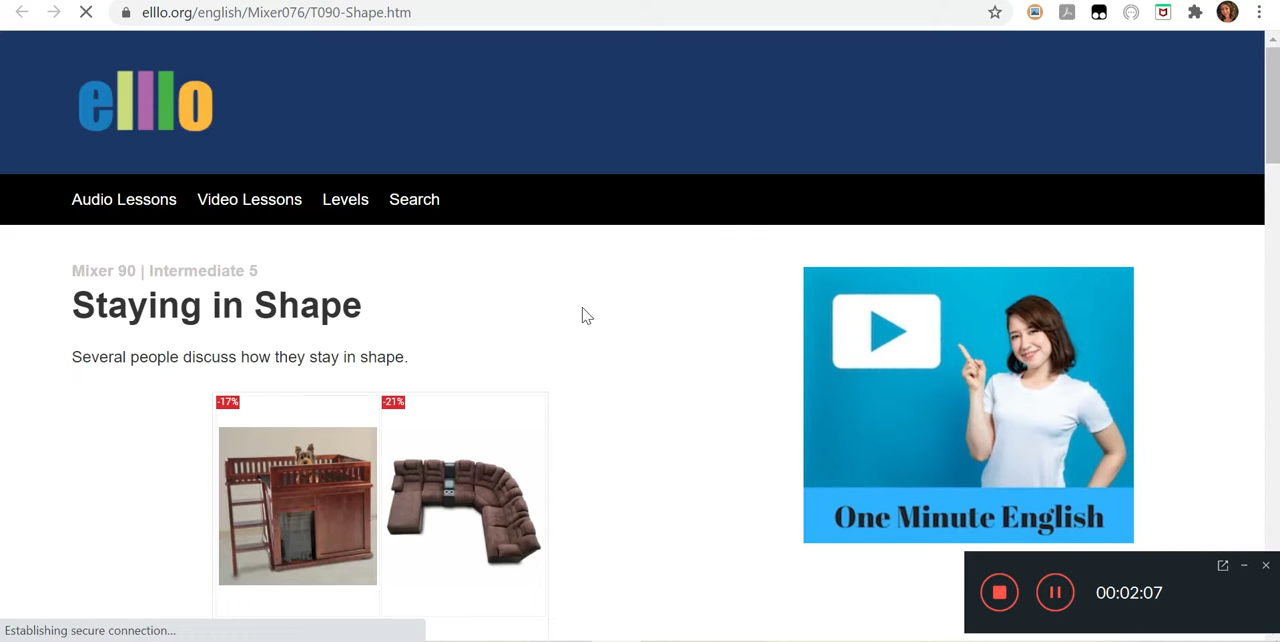 elllo.org/english/Mixer076/T090-Shape.htm
elllo
Audio Lessons Video Lessons Levels Search
Mixer 90 | Intermediate 5
Staying in Shape
Several people discuss how they stay in shape.
-17% -21%
One Minute English
00:02:07
Establishing secure connection...